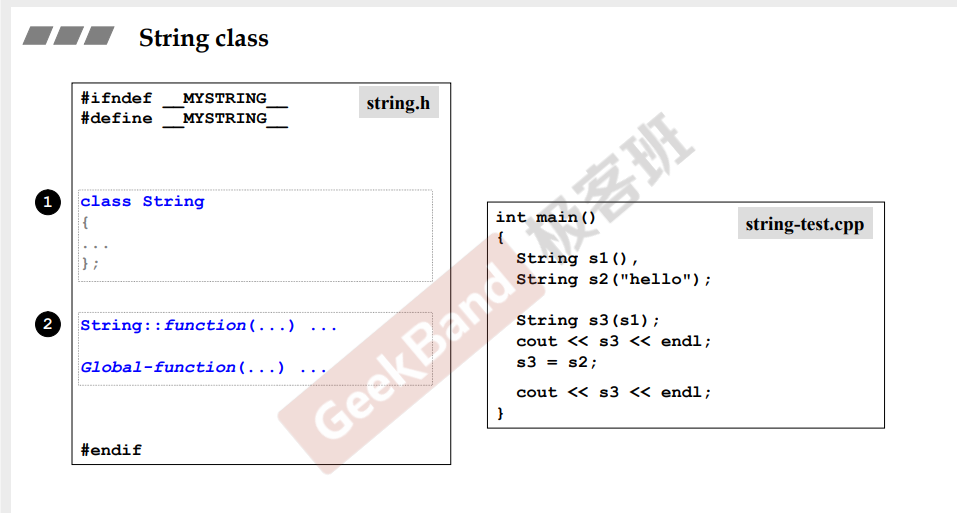 String class
string.h
#ifndef __MYSTRING__
#define __MYSTRING__
1
class String
{
...
};
2
String::function(...) ...
Global-function(...) ...
#endif
string-test.cpp
int main()
{
String s1(),
String s2("hello");
String s3(s1);
cout << s3 << endl;
s3 = s2;
cout << s3 << endl;
}
GeekBand 极客班